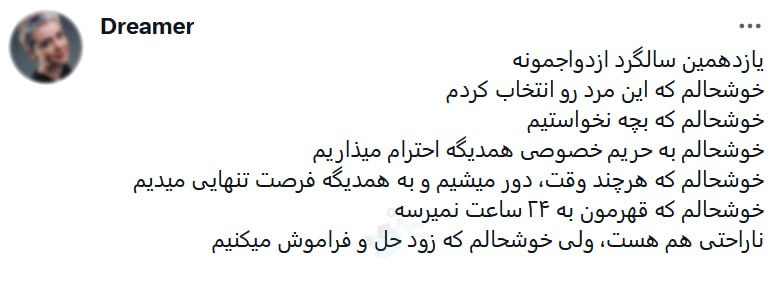 Dreamer
یازدهمین سالگرد ازدواجمونه
خوشحالم که این مرد رو انتخاب کردم
خوشحالم که بچه نخواستیم
خوشحالم به حریم خصوصی همدیگه احترام میذاریم
خوشحالم که هرچند وقت، دور میشیم و به همدیگه فرصت تنهایی میدیم
خوشحالم که قهرمون به ۲۴ ساعت نمیرسه
ناراحتی هم هست، ولی خوشحالم که زود حل و فراموش میکنیم